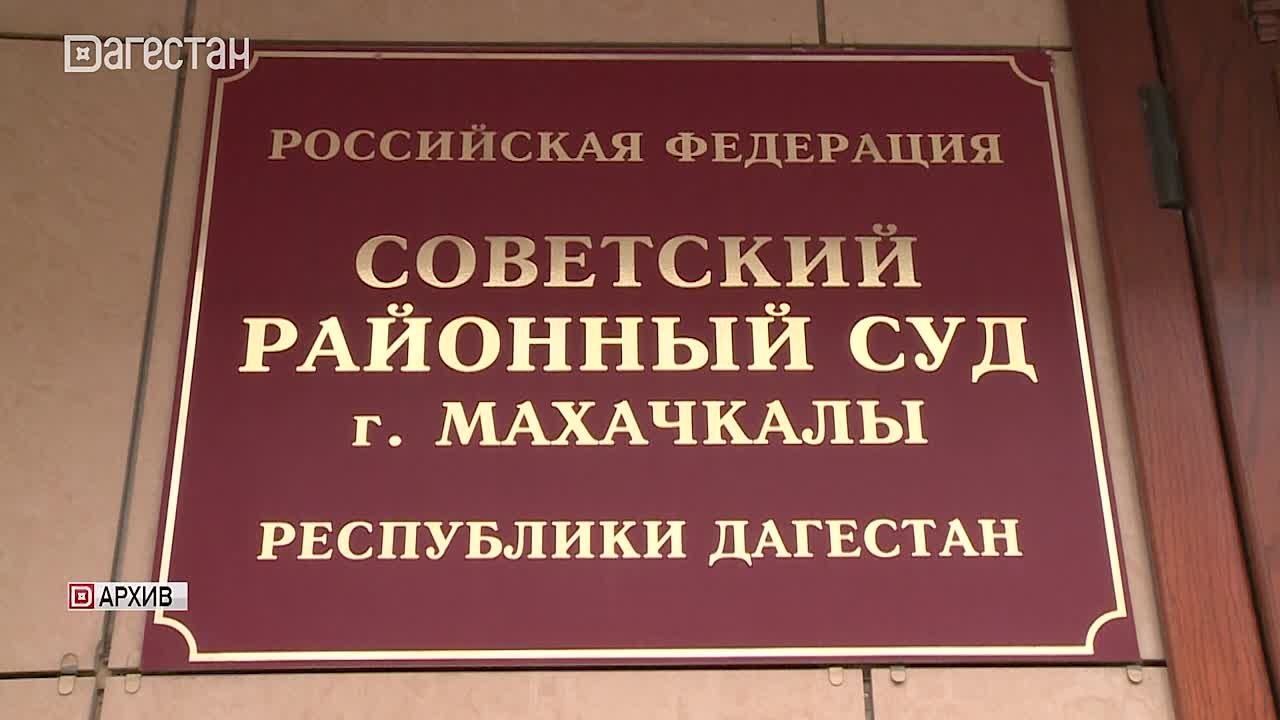 Дагестан
РОССИЙСКАЯ ФЕДЕРАЦИЯ
СОВЕТСКИЙ
РАЙОННЫЙ СУД
г. МАХАЧКАЛЫ
РЕСПУБЛИКИ ДАГЕСТАН
АРХИВ